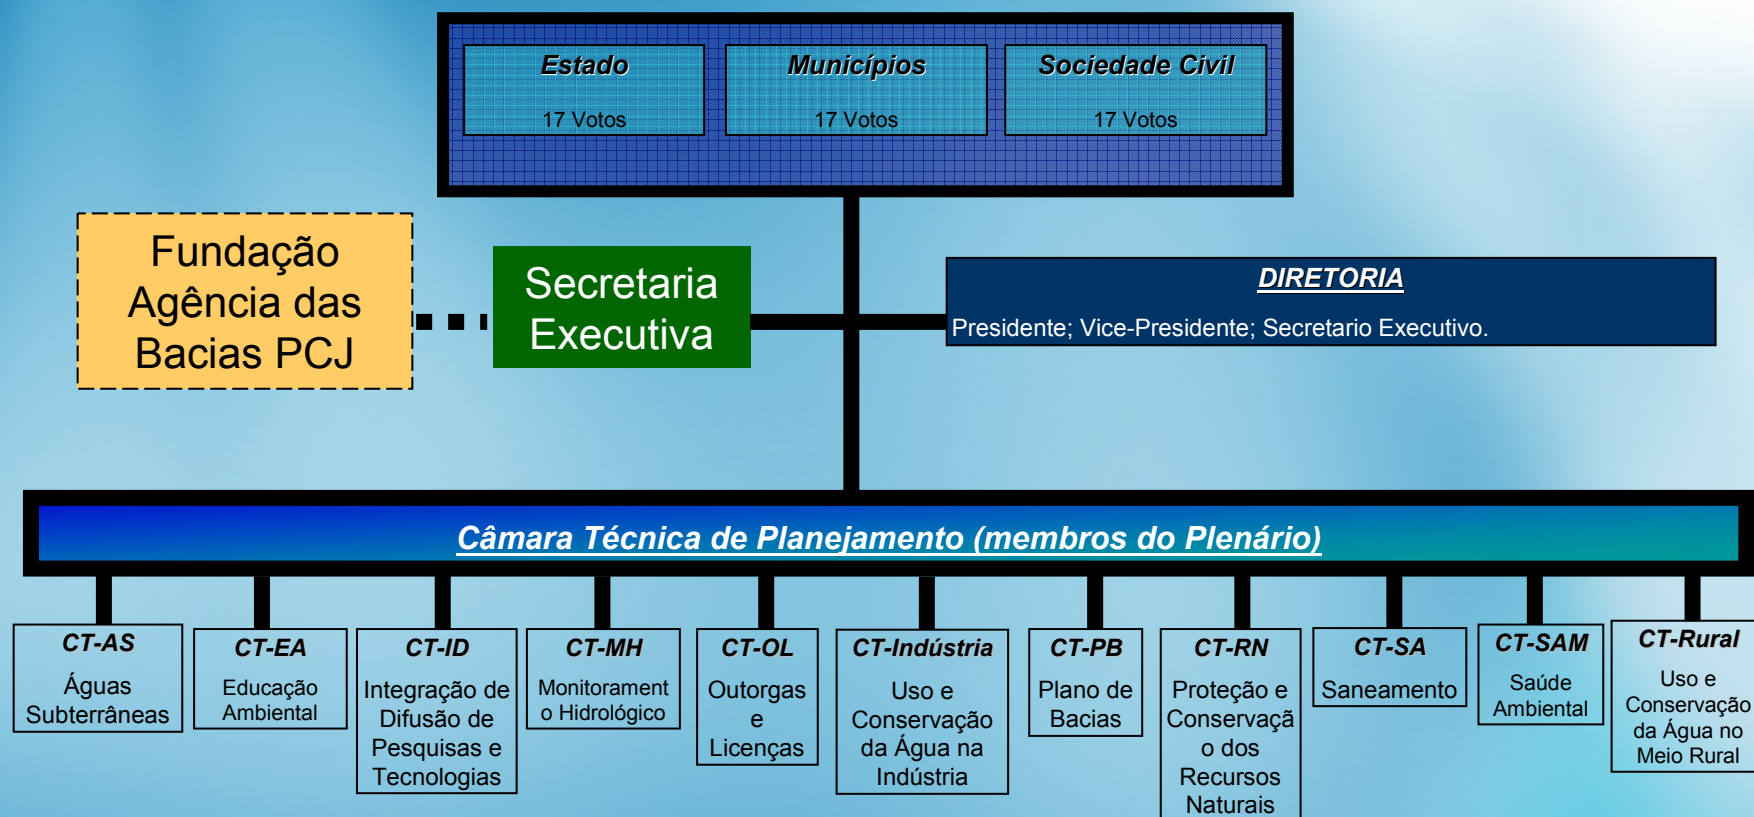 Estado
17 Votos
Municípios
17 Votos
Sociedade Civil
17 Votos
Fundação
Agência das
Bacias PCJ
Secretaria
Executiva
DIRETORIA
Presidente; Vice-Presidente; Secretario Executivo.
Câmara Técnica de Planejamento (membros do Plenário)
CT-AS
Águas
Subterrâneas
CT-EA
Educação
Ambiental
CT-ID
Integração de
Difusão de
Pesquisas e
Tecnologias
CT-MH
Monitorament
o Hidrológico
CT-OL
Outorgas
e
Licenças
CT-Indústria
Uso e
Conservação
da Água na
Indústria
CT-PB
Plano de
Bacias
CT-RN
Proteção e
Conservaçã
o dos
Recursos
Naturais
CT-SA
Saneamento
CT-SAM
Saúde
Ambiental
CT-Rural
Uso e
Conservação
da Água no
Meio Rural